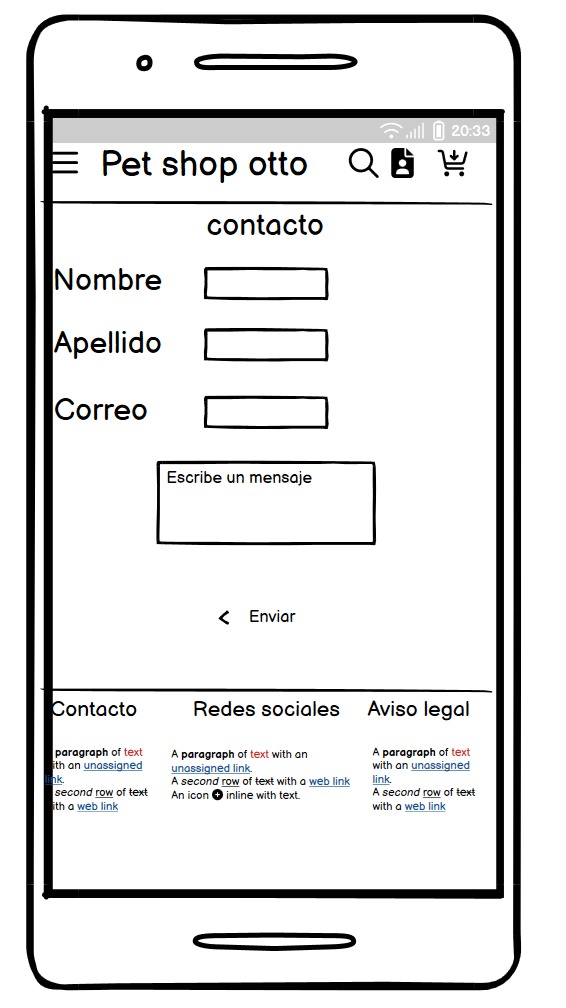 20:33
Pet shop otto
contacto
Nombre
Apellido
Correo
Escribe un mensaje
Enviar
Contacto
paragraph of text
ith an unassigned
link.
second row of text
ith a web link
Redes sociales
A paragraph of text with an
unassigned link.
A second row of text with a web link
An icon inline with text.
Aviso legal
A paragraph of text
with an unassigned
link.
A second row of text
with a web link